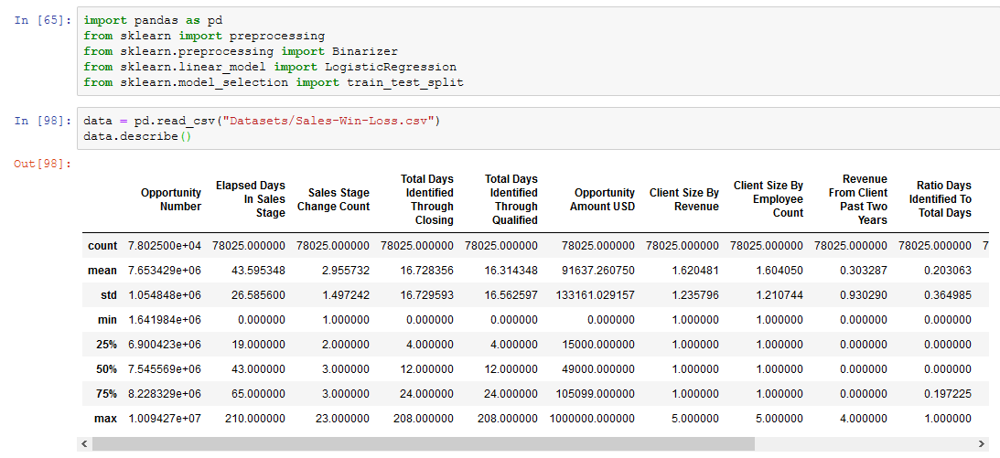 In [65]: import pandas as pd
from sklearn import preprocessing
from sklearn.preprocessing import Binarizer
from sklearn.linear_model import LogisticRegression
from sklearn.model_selection import train_test_split
In [98]: data = pd.read_csv("Datasets/Sales-Win-Loss.csv")
data.describe()
Out[98]:
Opportunity Number Elapsed Days In Sales Stage Sales Stage Change Count Total Days Identified Through Closing Total Days Identified Through Qualified Opportunity Amount USD Client Size By Revenue Client Size By Employee Count Revenue From Client Past Two Years Ratio Days Identified To Total Days
count 7.802500e+04 78025.000000 78025.000000 78025.000000 78025.000000 78025.000000 78025.000000 78025.000000 78025.000000 78025.000000 7
mean 7.653429e+06 43.595348 2.955732 16.728356 16.314348 91637.260750 1.620481 1.604050 0.303287 0.203063
std 1.054848e+06 26.585600 1.497242 16.729593 16.562597 133161.029157 1.235796 1.210744 0.930290 0.364985
min 1.641984e+06 0.000000 1.000000 0.000000 0.000000 0.000000 1.000000 1.000000 0.000000 0.000000
25% 6.900423e+06 19.000000 2.000000 4.000000 4.000000 15000.000000 1.000000 1.000000 0.000000 0.000000
50% 7.545569e+06 43.000000 3.000000 12.000000 12.000000 49000.000000 1.000000 1.000000 0.000000 0.000000
75% 8.228329e+06 65.000000 3.000000 24.000000 24.000000 105099.000000 1.000000 1.000000 0.000000 0.197225
max 1.009427e+07 210.000000 23.000000 208.000000 208.000000 1000000.000000 5.000000 5.000000 4.000000 1.000000